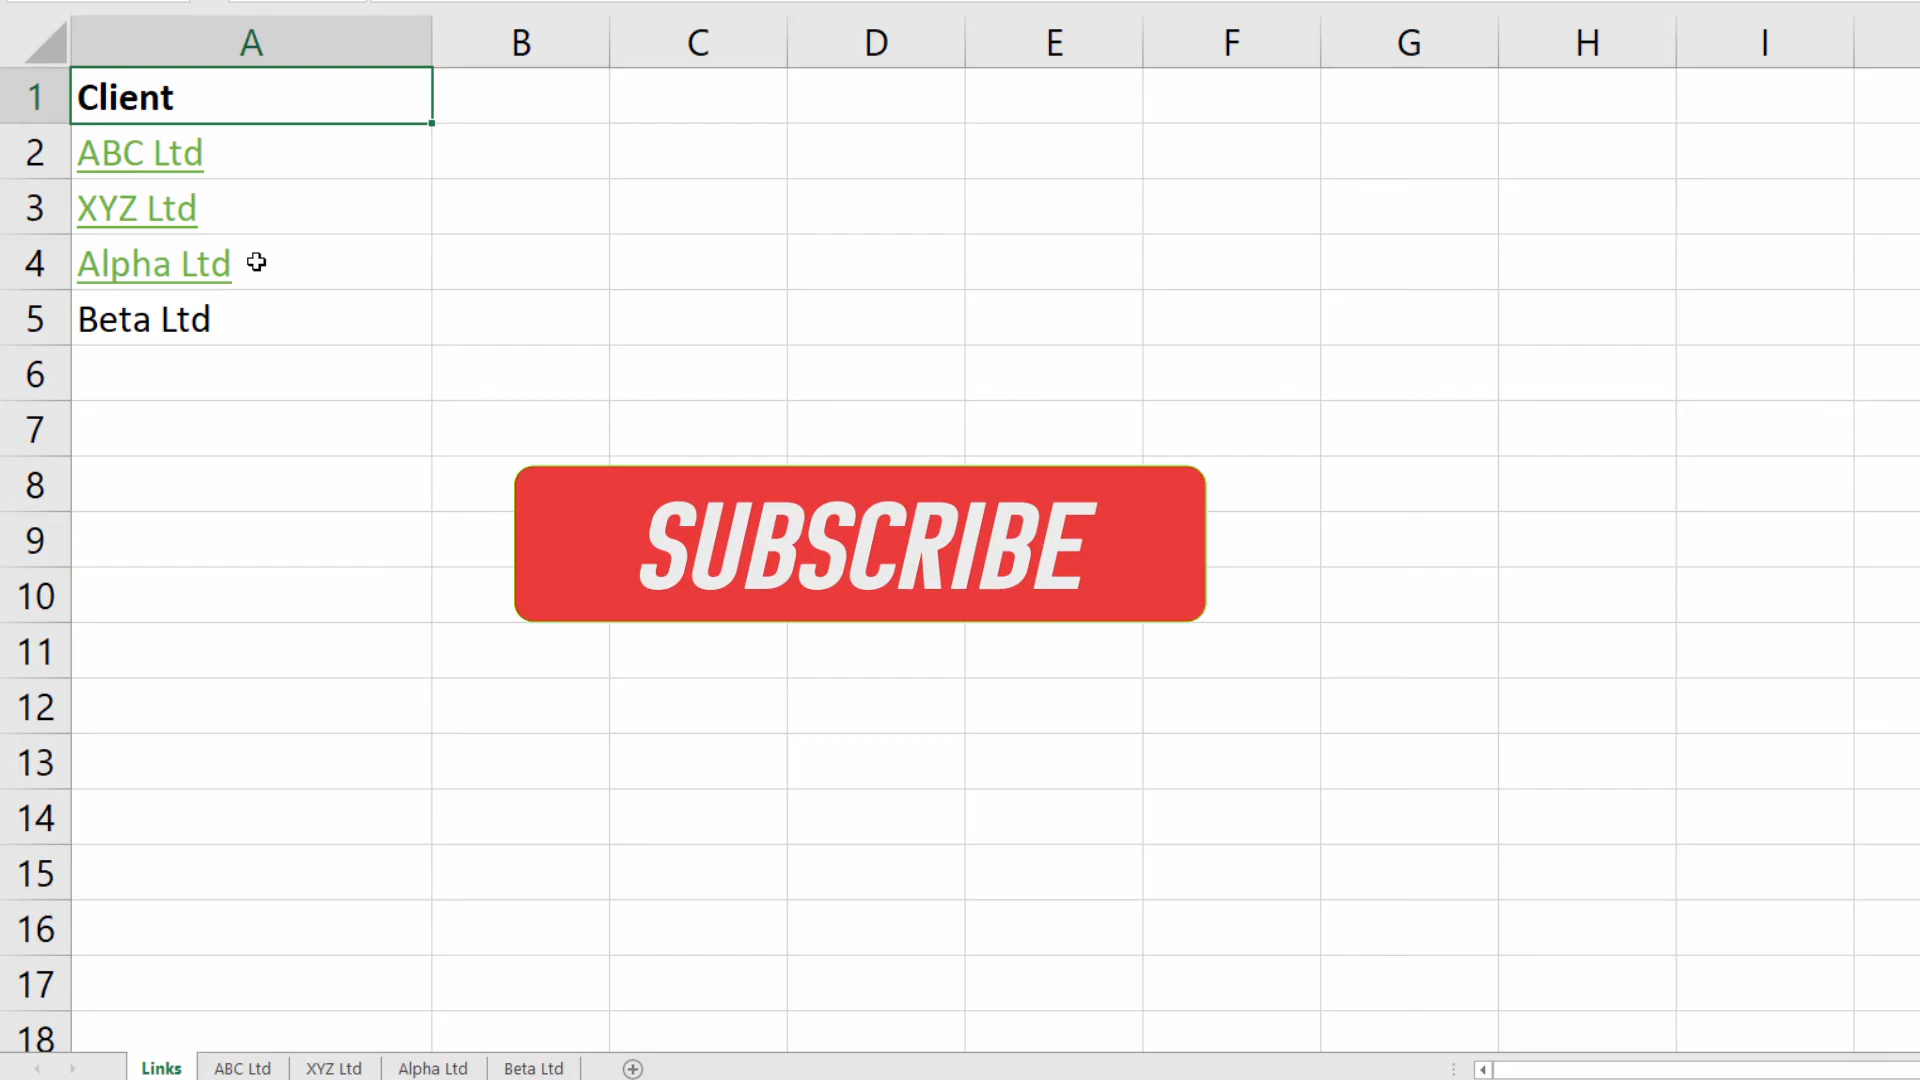 A B C D E F G H I
1 Client
2 ABC Ltd
3 XYZ Ltd
4 Alpha Ltd
5 Beta Ltd
6
7
8
9
10
SUBSCRIBE
11
12
13
14
15
16
17
18
Links ABC Ltd XYZ Ltd Alpha Ltd Beta Ltd